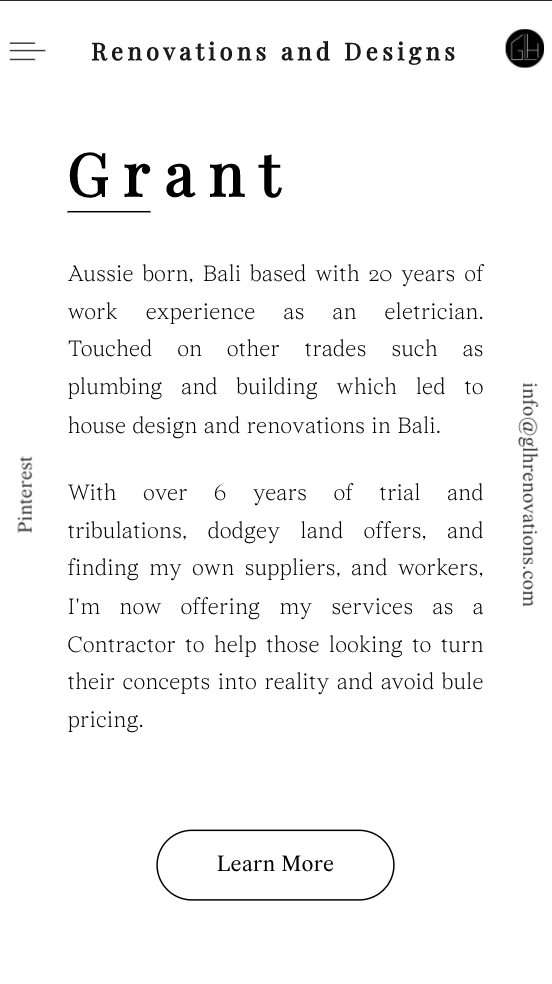 Renovations and Designs
GH
Grant
Aussie born, Bali based with 20 years of
work experience as an eletrician.
Touched on other trades such as
plumbing and building which led to
house design and renovations in Bali.
With over 6 years of trial and
tribulations, dodgey land offers, and
finding my own suppliers, and workers,
I'm now offering my services as a
Contractor to help those looking to turn
their concepts into reality and avoid bule
pricing.
Pinterest
info@glhrenovations.com
Learn More